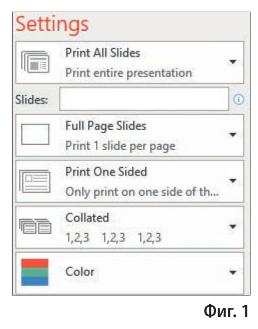 Settings
Print All Slides
Print entire presentation
Slides:
Full Page Slides
Print 1 slide per page
Print One Sided
Only print on one side of th...
Collated
1,2,3 1,2,3 1,2,3
Color
Фиг. 1